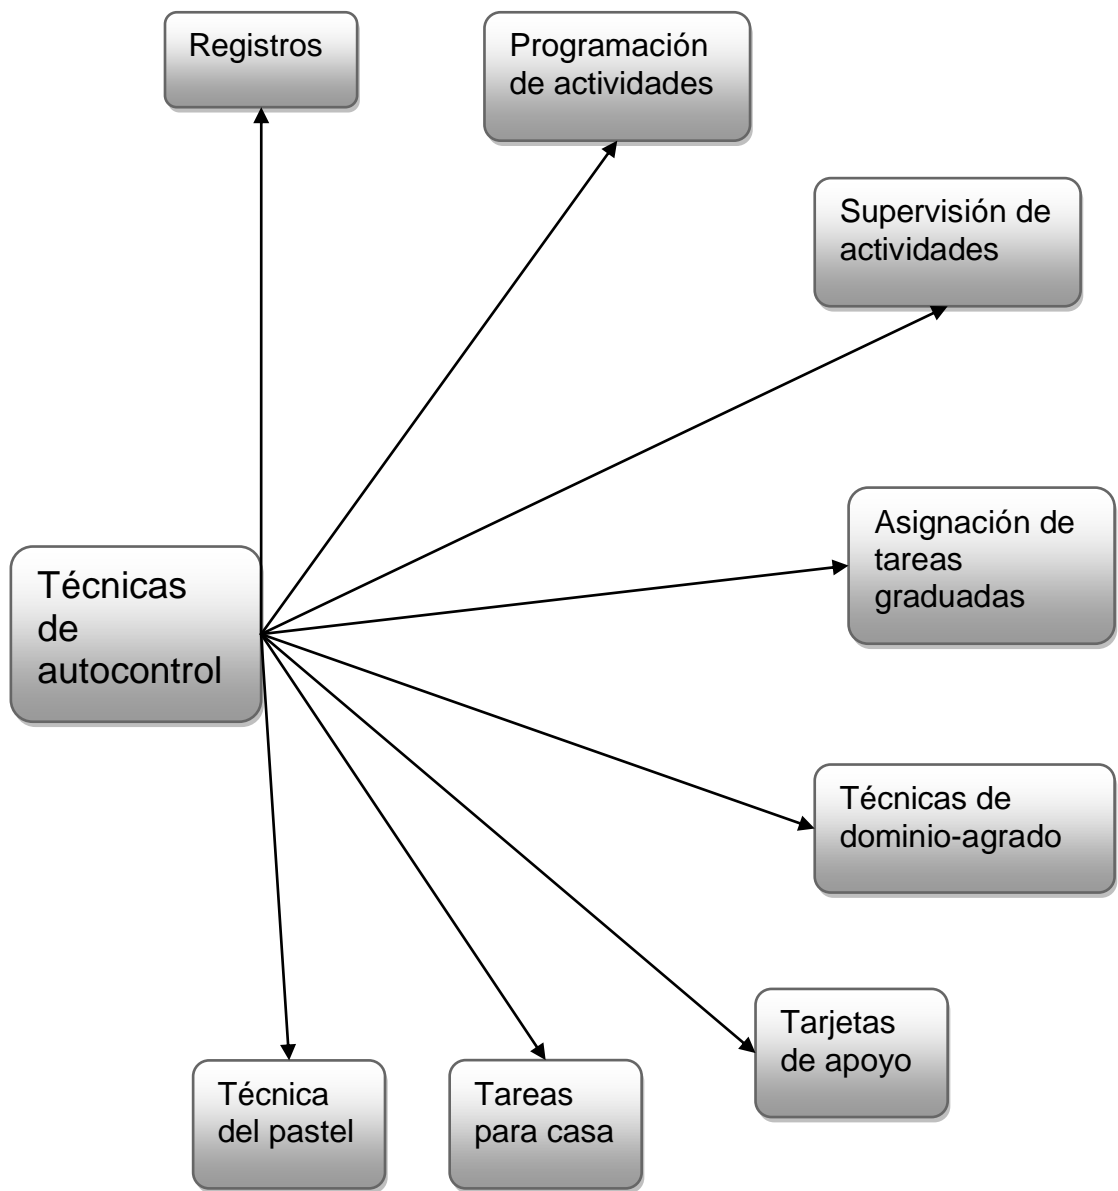 Registros
Programación
de actividades
Supervisión de
actividades
Asignación de
tareas
graduadas
Técnicas
de
autocontrol
Técnicas de
dominio-agrado
Tarjetas
de apoyo
Técnica
del pastel
Tareas
para casa